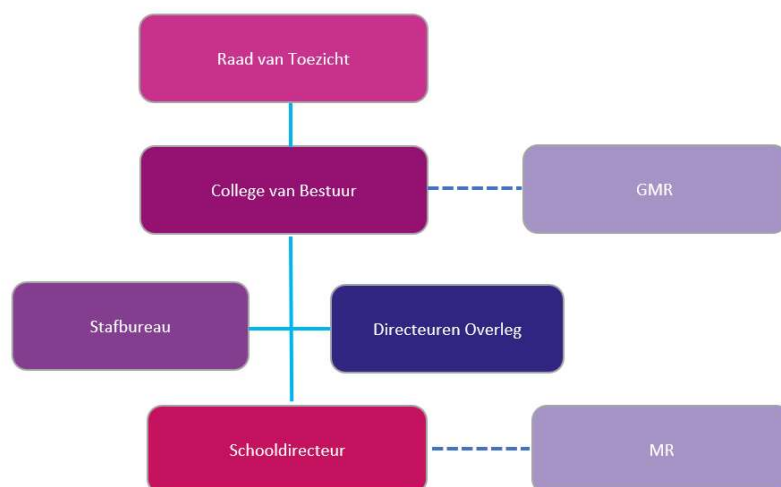 Raad van Toezicht
College van Bestuur
GMR
Stafbureau
Directeuren Overleg
Schooldirecteur
MR